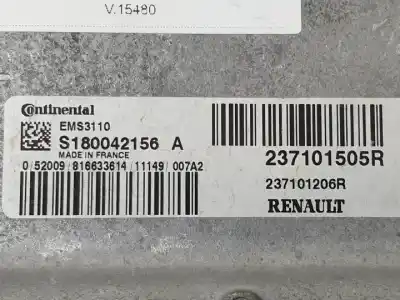 V.15480
Continental
EMS3110
S180042156 A
MADE IN FRANCE
0/52009/816633614/11149 007A2
237101505R
237101206R
RENAULT